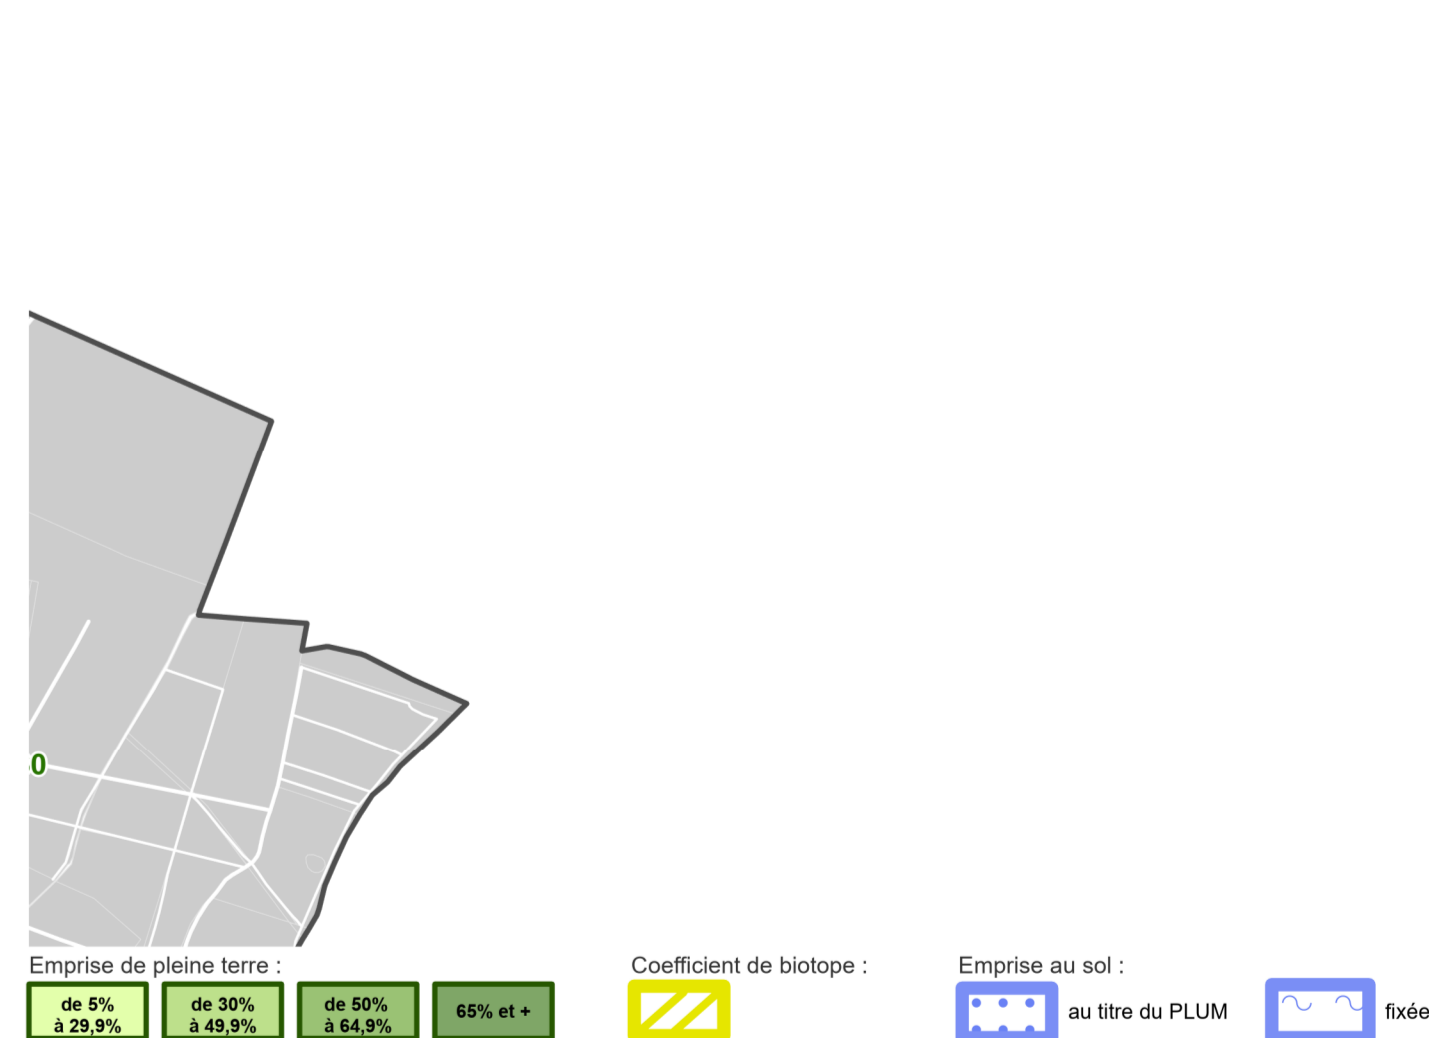 0
Emprise de pleine terre :
de 5%
à 29,9%
de 30%
à 49,9%
de 50%
à 64,9%
65% et +
Coefficient de biotope :
Emprise au sol :
au titre du PLUM
fixée